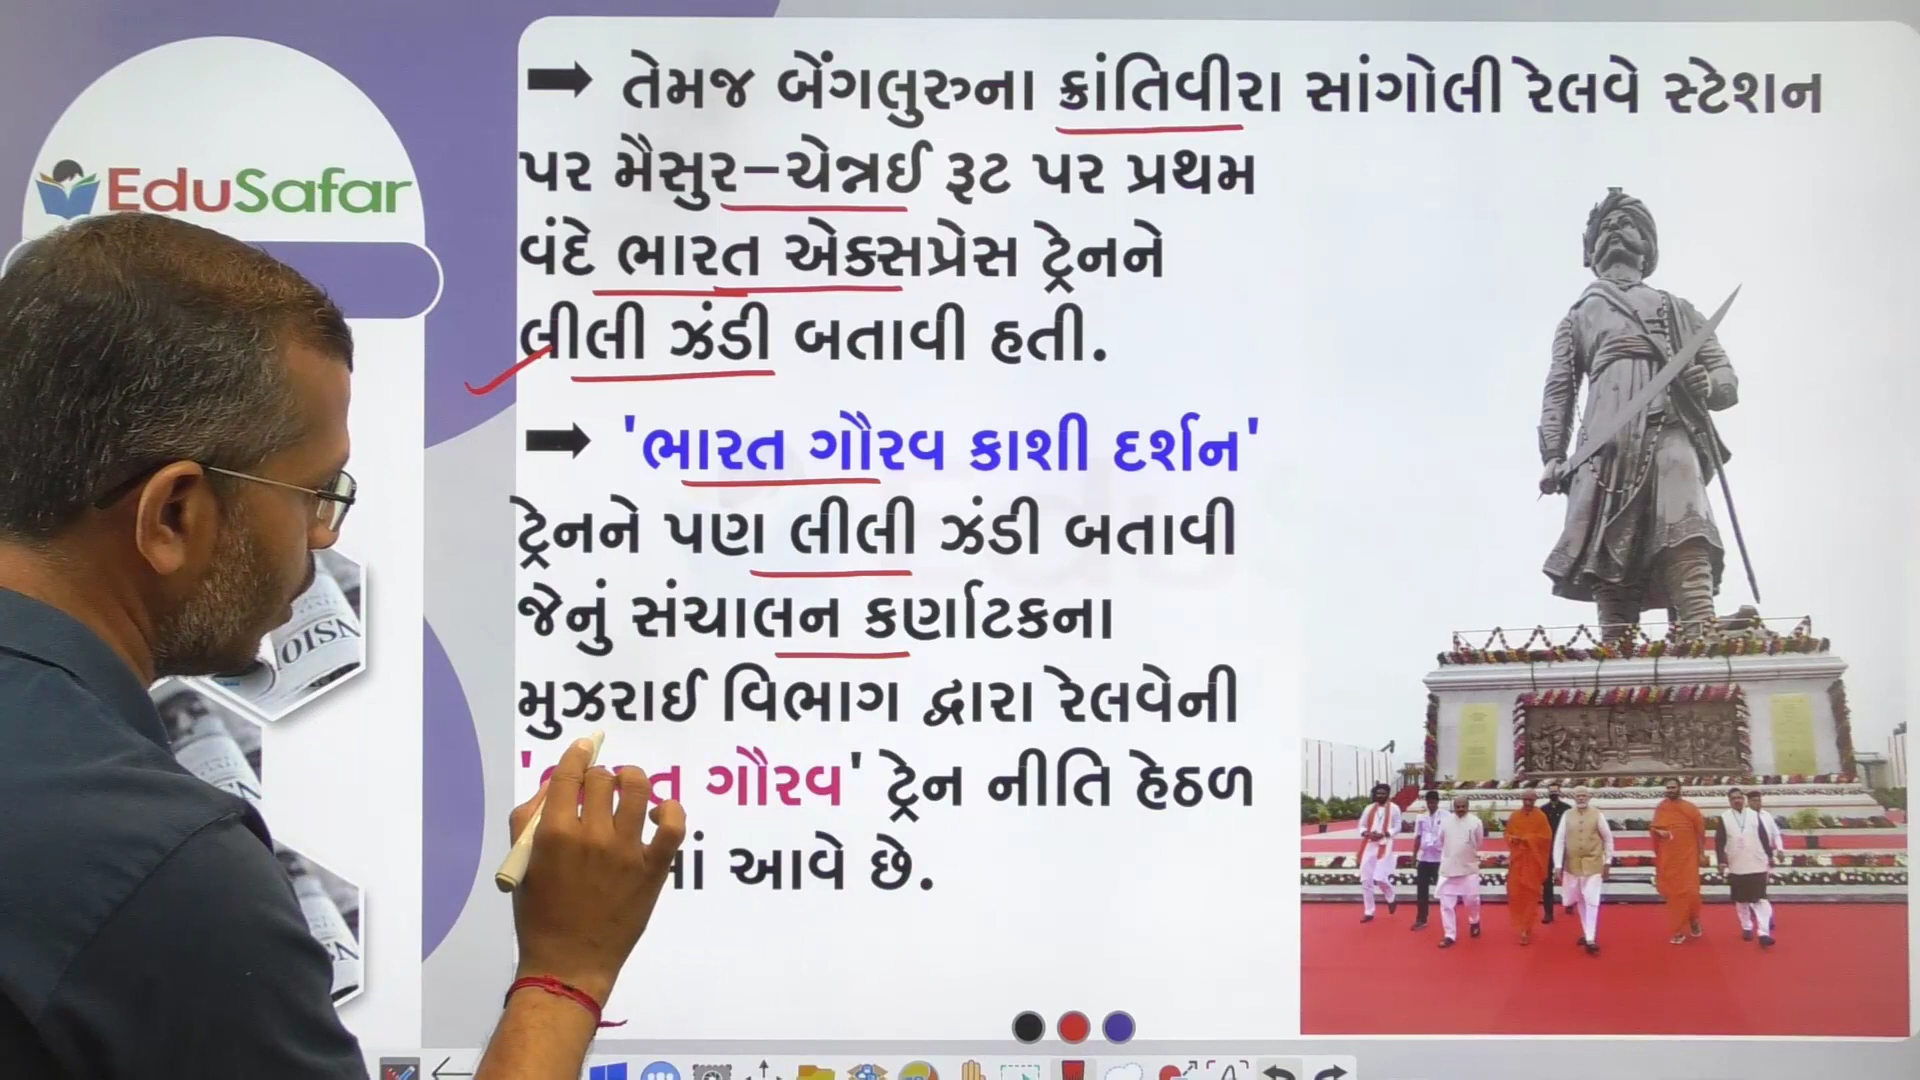 EduSafar
➡ તેમજ બેંગલુરુના ક્રાંતિવીરા સાંગોલી રેલવે સ્ટેશન
પર મૈસુર-ચેન્નઈ રૂટ પર પ્રથમ
વંદે ભારત એક્સપ્રેસ ટ્રેનને
લીલી ઝંડી બતાવી હતી.
➡ 'ભારત ગૌરવ કાશી દર્શન'
ટ્રેનને પણ લીલી ઝંડી બતાવી
જેનું સંચાલન કર્ણાટકના
મુઝરાઈ વિભાગ દ્વારા રેલવેની
ગૌરવ' ટ્રેન નીતિ હેઠળ
આવે છે.